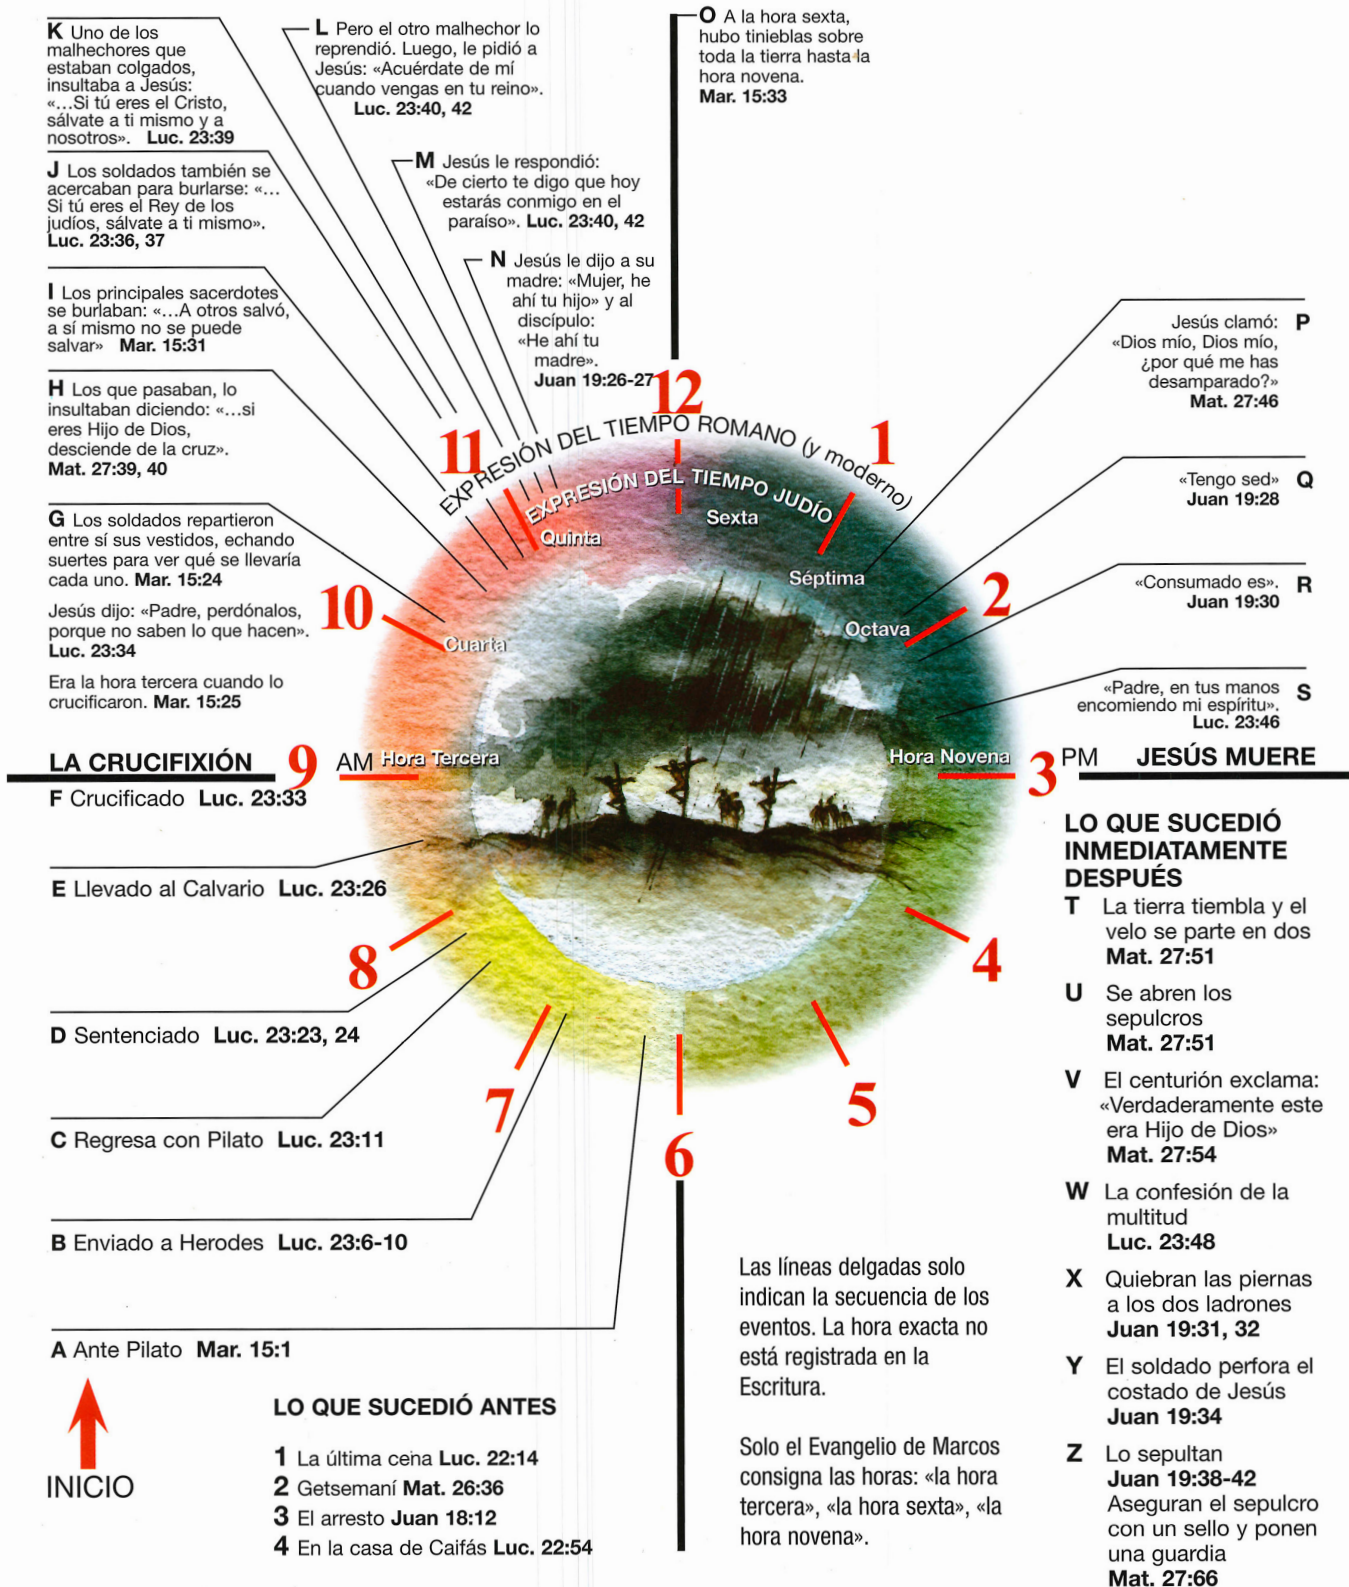 K Uno de los
malhechores que
estaban colgados,
insultaba a Jesús:
«…Si tú eres el Cristo,
sálvate a ti mismo y a
nosotros». Luc. 23:39
J Los soldados también se
acercaban para burlarse: «…
Si tú eres el Rey de los
judíos, sálvate a ti mismo».
Luc. 23:36, 37
I Los principales sacerdotes
se burlaban: «…A otros salvó,
a sí mismo no se puede
salvar» Mar. 15:31
H Los que pasaban, lo
insultaban diciendo: «…si
eres Hijo de Dios,
desciende de la cruz».
Mat. 27:39, 40
G Los soldados repartieron
entre sí sus vestidos, echando
suertes para ver qué se llevaría
cada uno. Mar. 15:24
Jesús dijo: «Padre, perdónalos,
porque no saben lo que hacen».
Luc. 23:34
Era la hora tercera cuando lo
crucificaron. Mar. 15:25
LA CRUCIFIXIÓN
F Crucificado Luc. 23:33
E Llevado al Calvario Luc. 23:26
D Sentenciado Luc. 23:23, 24
C Regresa con Pilato Luc. 23:11
B Enviado a Herodes Luc. 23:6-10
A Ante Pilato Mar. 15:1
INICIO
L Pero el otro malhechor lo
reprendió. Luego, le pidió a
Jesús: «Acuérdate de mí
cuando vengas en tu reino».
Luc. 23:40, 42
M Jesús le respondió:
«De cierto te digo que hoy
estarás conmigo en el
paraíso». Luc. 23:40, 42
N Jesús le dijo a su
madre: «Mujer, he
ahí tu hijo» y al
discípulo:
«He ahí tu
madre».
Juan 19:26-27
O A la hora sexta,
hubo tinieblas sobre
toda la tierra hasta la
hora novena.
Mar. 15:33
EXPRESIÓN DEL TIEMPO ROMANO (y moderno)
EXPRESIÓN DEL TIEMPO JUDÍO
9 AM
Hora Tercera
10
Cuarta
11
Quinta
12
Sexta
1
Séptima
2
Octava
3 PM
Hora Novena
4
5
6
7
8
Jesús clamó: P
«Dios mío, Dios mío,
¿por qué me has
desamparado?»
Mat. 27:46
«Tengo sed» Q
Juan 19:28
«Consumado es». R
Juan 19:30
«Padre, en tus manos S
encomiendo mi espíritu».
Luc. 23:46
JESÚS MUERE
LO QUE SUCEDIÓ
INMEDIATAMENTE
DESPUÉS
T La tierra tiembla y el
velo se parte en dos
Mat. 27:51
U Se abren los
sepulcros
Mat. 27:51
V El centurión exclama:
«Verdaderamente este
era Hijo de Dios»
Mat. 27:54
W La confesión de la
multitud
Luc. 23:48
X Quiebran las piernas
a los dos ladrones
Juan 19:31, 32
Y El soldado perfora el
costado de Jesús
Juan 19:34
Z Lo sepultan
Juan 19:38-42
Aseguran el sepulcro
con un sello y ponen
una guardia
Mat. 27:66
LO QUE SUCEDIÓ ANTES
1 La última cena Luc. 22:14
2 Getsemaní Mat. 26:36
3 El arresto Juan 18:12
4 En la casa de Caifás Luc. 22:54
Las líneas delgadas solo
indican la secuencia de los
eventos. La hora exacta no
está registrada en la
Escritura.
Solo el Evangelio de Marcos
consigna las horas: «la hora
tercera», «la hora sexta», «la
hora novena».